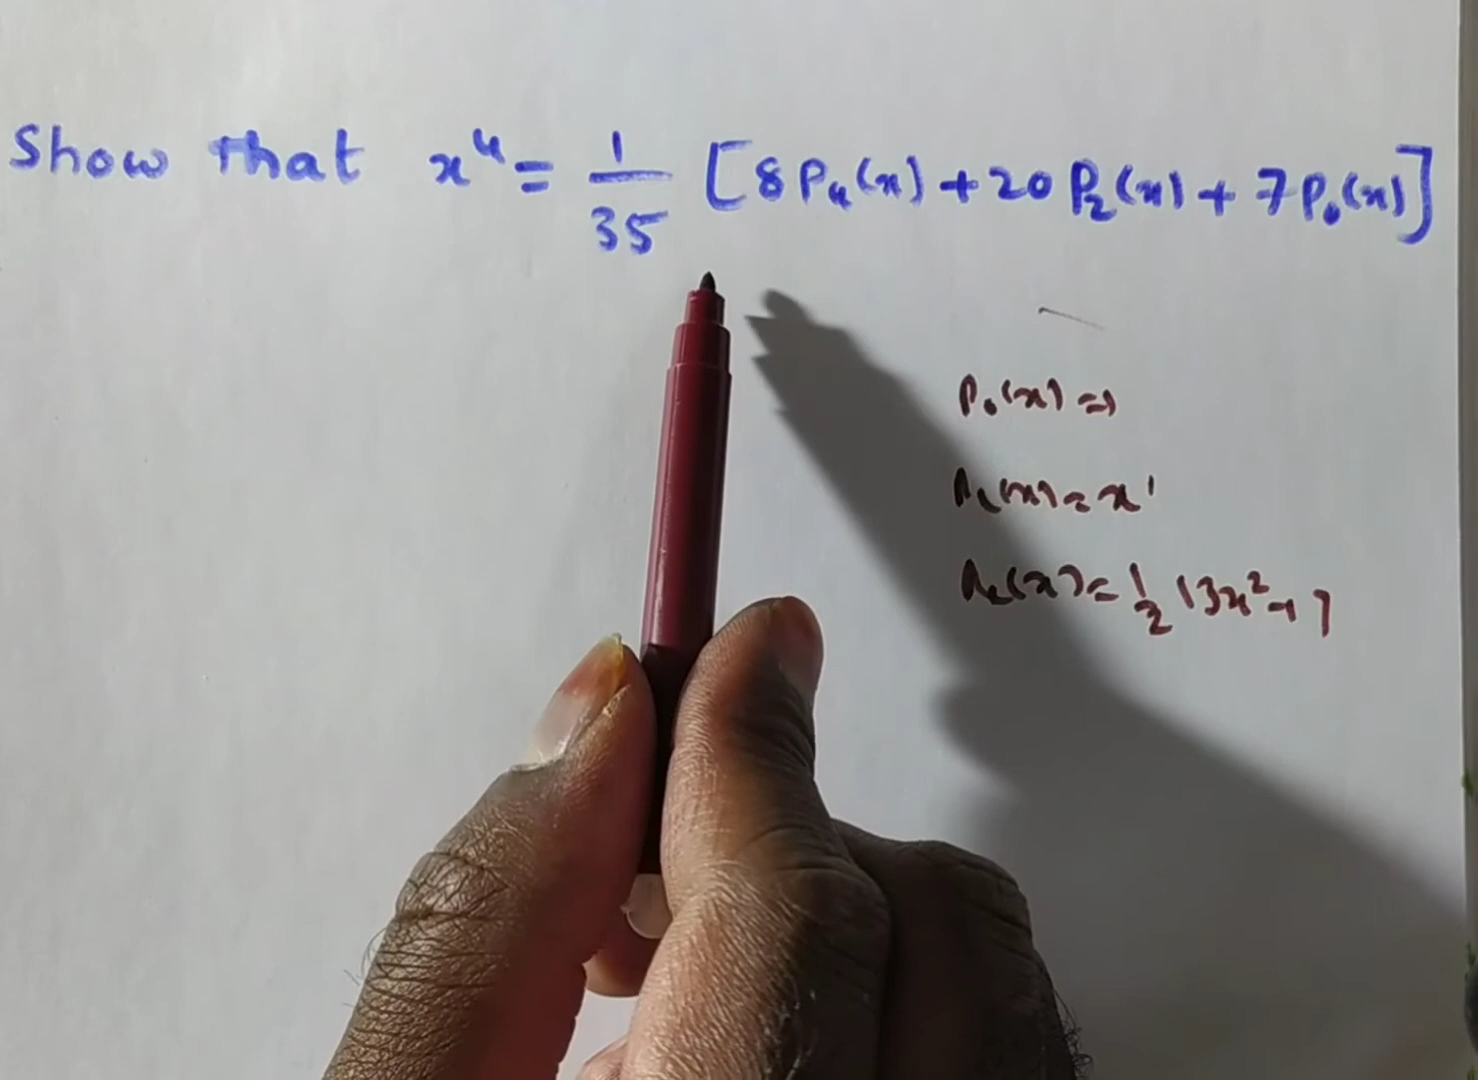 Show that x⁴ = 1/35 [8P₄(x) + 20P₂(x) + 7P₀(x)]
P₀(x) = 1
P₁(x) = x
P₂(x) = 1/2 (3x² - 1)